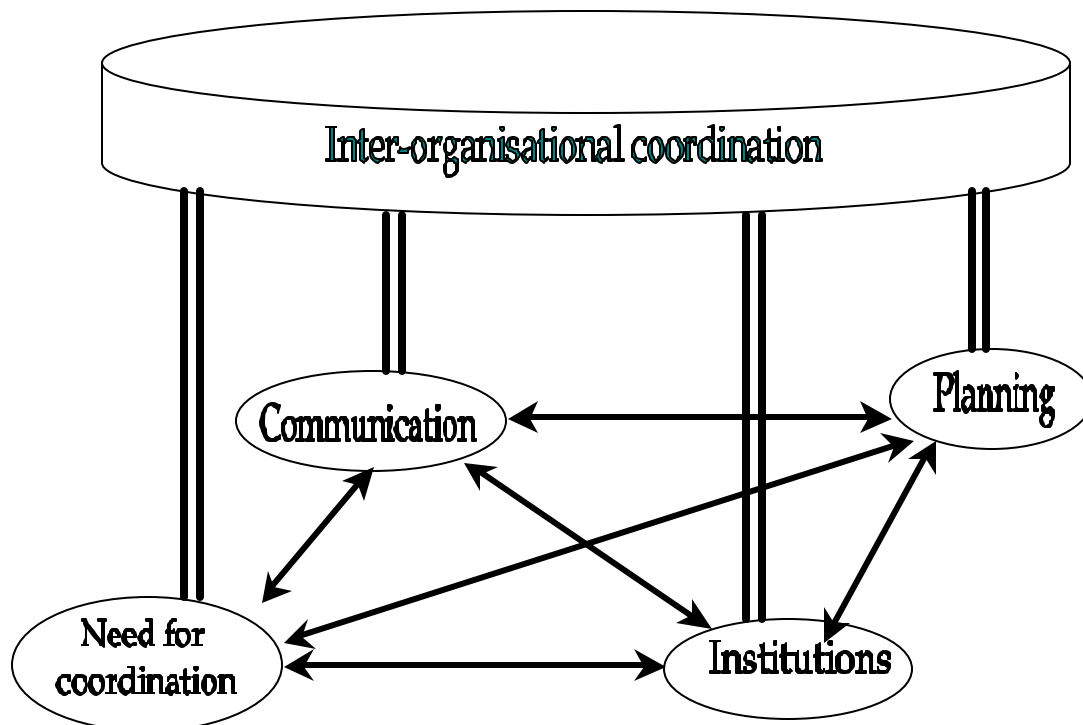 Inter-organisational coordination
Planning
Communication
Need for
coordination
Institutions